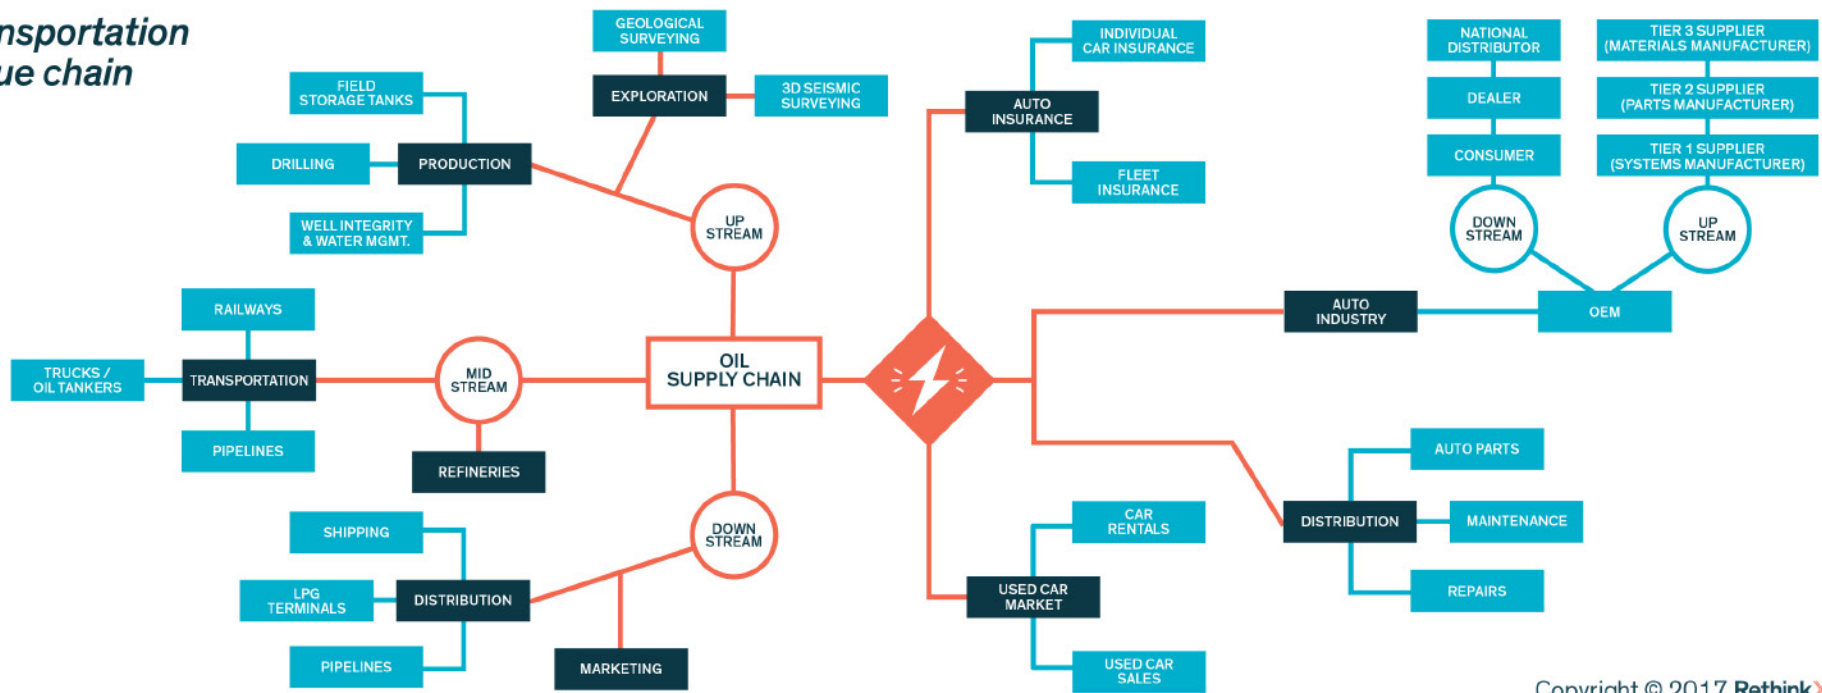 nsportation
ue chain
GEOLOGICAL
SURVEYING
EXPLORATION
3D SEISMIC
SURVEYING
FIELD
STORAGE TANKS
DRILLING
PRODUCTION
WELL INTEGRITY
& WATER MGMT.
UP
STREAM
RAILWAYS
TRUCKS /
OIL TANKERS
TRANSPORTATION
PIPELINES
MID
STREAM
REFINERIES
OIL
SUPPLY CHAIN
SHIPPING
LPG
TERMINALS
DISTRIBUTION
PIPELINES
DOWN
STREAM
MARKETING
INDIVIDUAL
CAR INSURANCE
AUTO
INSURANCE
FLEET
INSURANCE
NATIONAL
DISTRIBUTOR
DEALER
CONSUMER
DOWN
STREAM
TIER 3 SUPPLIER
(MATERIALS MANUFACTURER)
TIER 2 SUPPLIER
(PARTS MANUFACTURER)
TIER 1 SUPPLIER
(SYSTEMS MANUFACTURER)
UP
STREAM
AUTO
INDUSTRY
OEM
AUTO PARTS
DISTRIBUTION
MAINTENANCE
REPAIRS
CAR
RENTALS
USED CAR
MARKET
USED CAR
SALES
Copyright © 2017 RethinkX